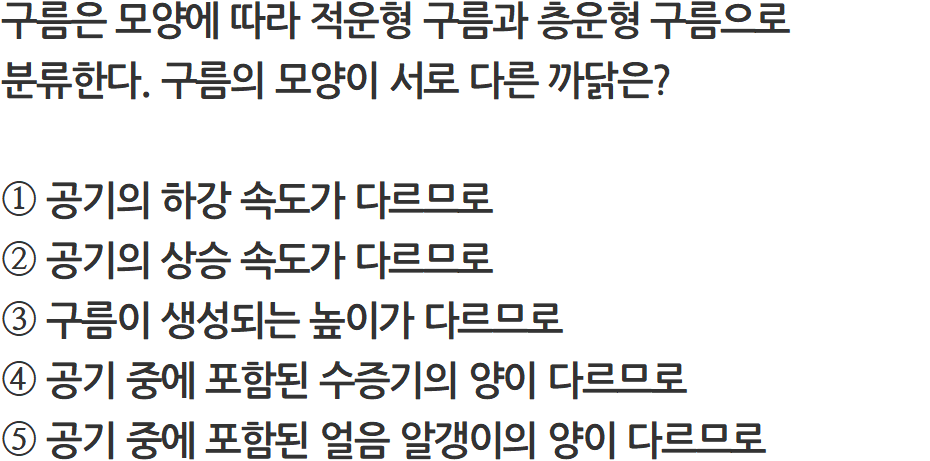 구름은 모양에 따라 적운형 구름과 층운형 구름으로
분류한다. 구름의 모양이 서로 다른 까닭은?
① 공기의 하강 속도가 다르므로
② 공기의 상승 속도가 다르므로
③ 구름이 생성되는 높이가 다르므로
④ 공기 중에 포함된 수증기의 양이 다르므로
⑤ 공기 중에 포함된 얼음 알갱이의 양이 다르므로